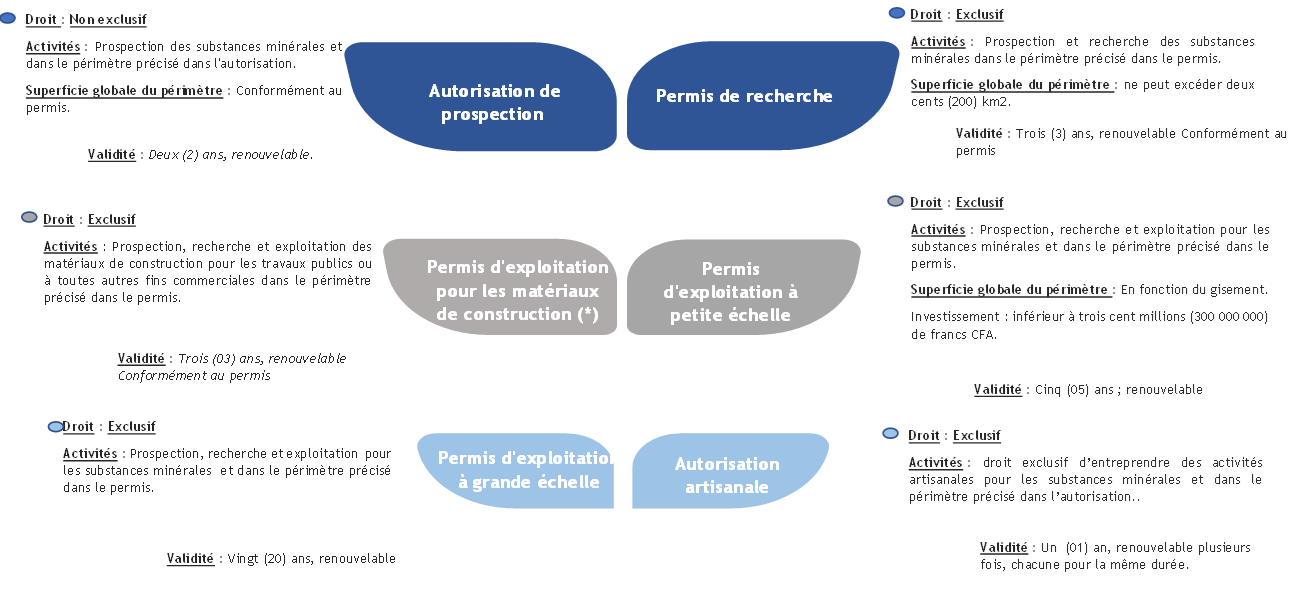 Droit : Non exclusif
Activités : Prospection des substances minérales et
dans le périmètre précisé dans l'autorisation.
Superficie globale du périmètre : Conformément au
permis.
Validité : Deux (2) ans, renouvelable.
Autorisation de
prospection
Permis de recherche
Droit : Exclusif
Activités : Prospection et recherche des substances
minérales dans le périmètre précisé dans le permis.
Superficie globale du périmètre : ne peut excéder deux
cents (200) km2.
Validité : Trois (3) ans, renouvelable Conformément au
permis
Droit : Exclusif
Activités : Prospection, recherche et exploitation des
matériaux de construction pour les travaux publics ou
à toutes autres fins commerciales dans le périmètre
précisé dans le permis.
Validité : Trois (03) ans, renouvelable
Conformément au permis
Permis d'exploitation
pour les matériaux
de construction (*)
Permis
d'exploitation à
petite échelle
Droit : Exclusif
Activités : Prospection, recherche et exploitation pour les
substances minérales et dans le périmètre précisé dans le
permis.
Superficie globale du périmètre : En fonction du gisement.
Investissement : inférieur à trois cent millions (300 000 000)
de francs CFA.
Validité : Cinq (05) ans ; renouvelable
Droit : Exclusif
Activités : Prospection, recherche et exploitation pour
les substances minérales et dans le périmètre précisé
dans le permis.
Validité : Vingt (20) ans, renouvelable
Permis d'exploitation
à grande échelle
Autorisation
artisanale
Droit : Exclusif
Activités : droit exclusif d’entreprendre des activités
artisanales pour les substances minérales et dans le
périmètre précisé dans l’autorisation..
Validité : Un (01) an, renouvelable plusieurs
fois, chacune pour la même durée.